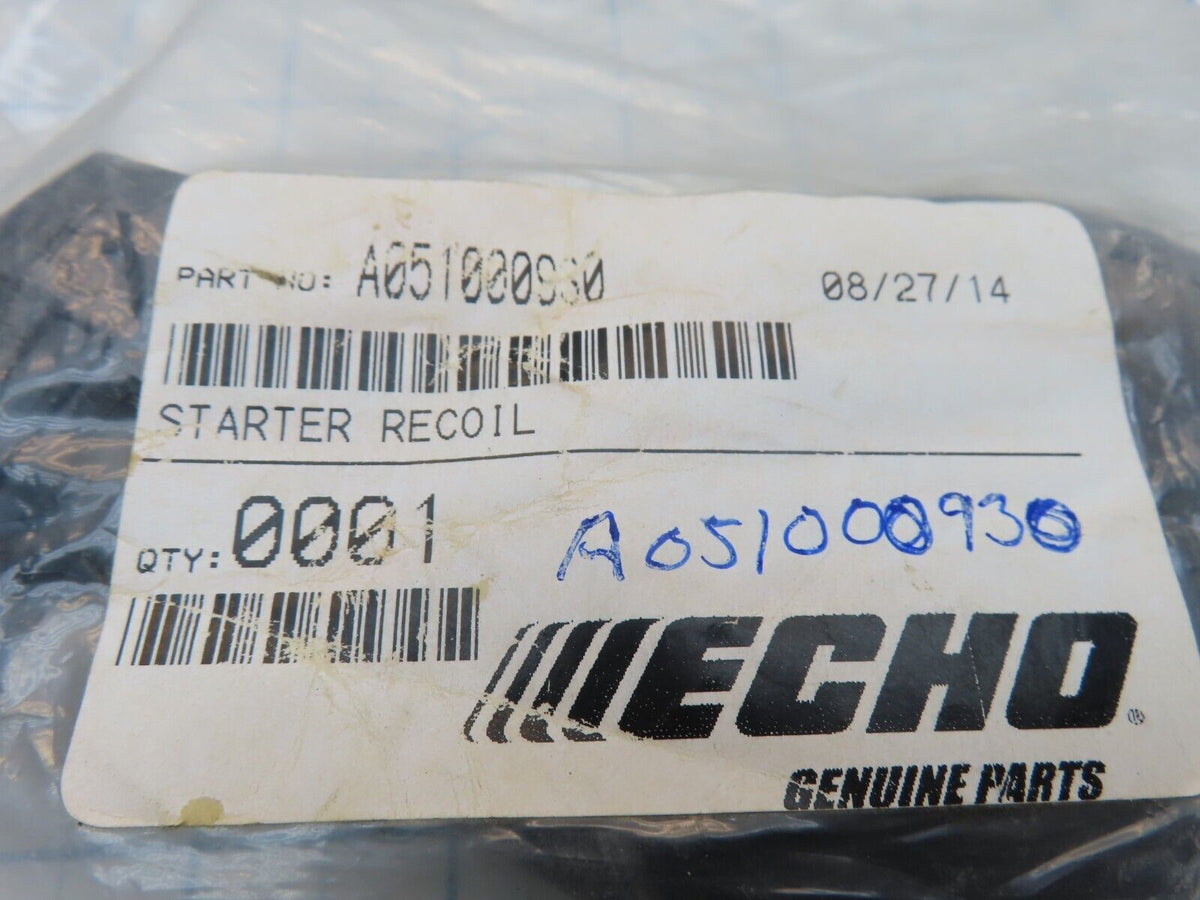 PART NO: A051000930
08/27/14
STARTER RECOIL
QTY: 0001
A051000930
ECHO®
GENUINE PARTS